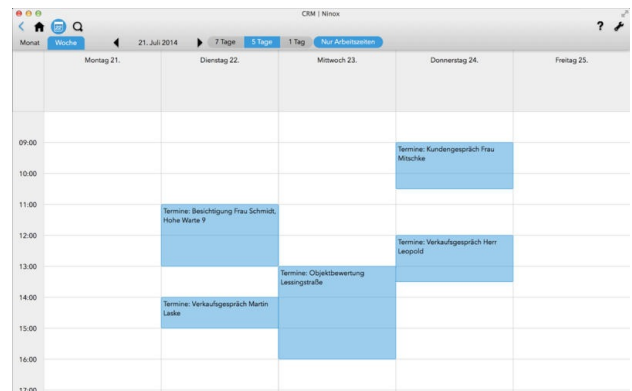 CRM | Ninox
?
Monat Woche 21. Juli 2014 7 Tage 5 Tage 1 Tag Nur Arbeitszeiten
Montag 21. Dienstag 22. Mittwoch 23. Donnerstag 24. Freitag 25.
09:00
Termine: Kundengespräch Frau
Mitschke
10:00
11:00
Termine: Besichtigung Frau Schmidt,
Hohe Warte 9
12:00
Termine: Verkaufsgespräch Herr
Leopold
13:00
Termine: Objektbewertung
Lessingstraße
14:00
Termine: Verkaufsgespräch Martin
Laske
15:00
16:00
17:00